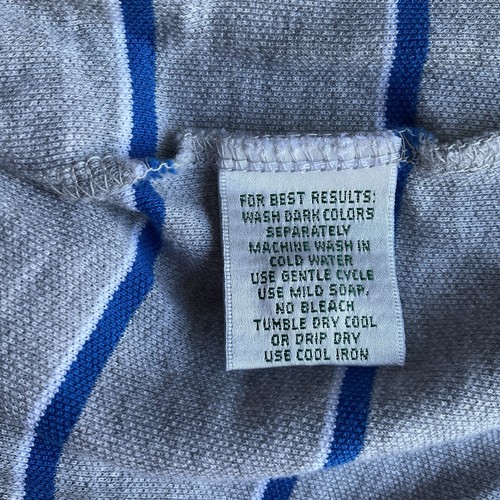 FOR BEST RESULTS:
WASH DARK COLORS
SEPARATELY
MACHINE WASH IN
COLD WATER
USE GENTLE CYCLE
USE MILD SOAP,
NO BLEACH
TUMBLE DRY COOL
OR DRIP DRY
USE COOL IRON